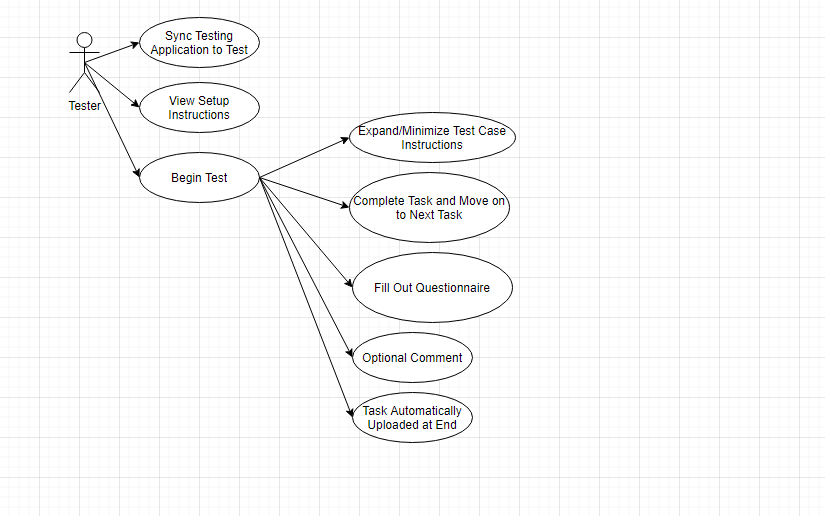 Sync Testing
Application to Test
Tester
View Setup
Instructions
Begin Test
Expand/Minimize Test Case
Instructions
Complete Task and Move on
to Next Task
Fill Out Questionnaire
Optional Comment
Task Automatically
Uploaded at End